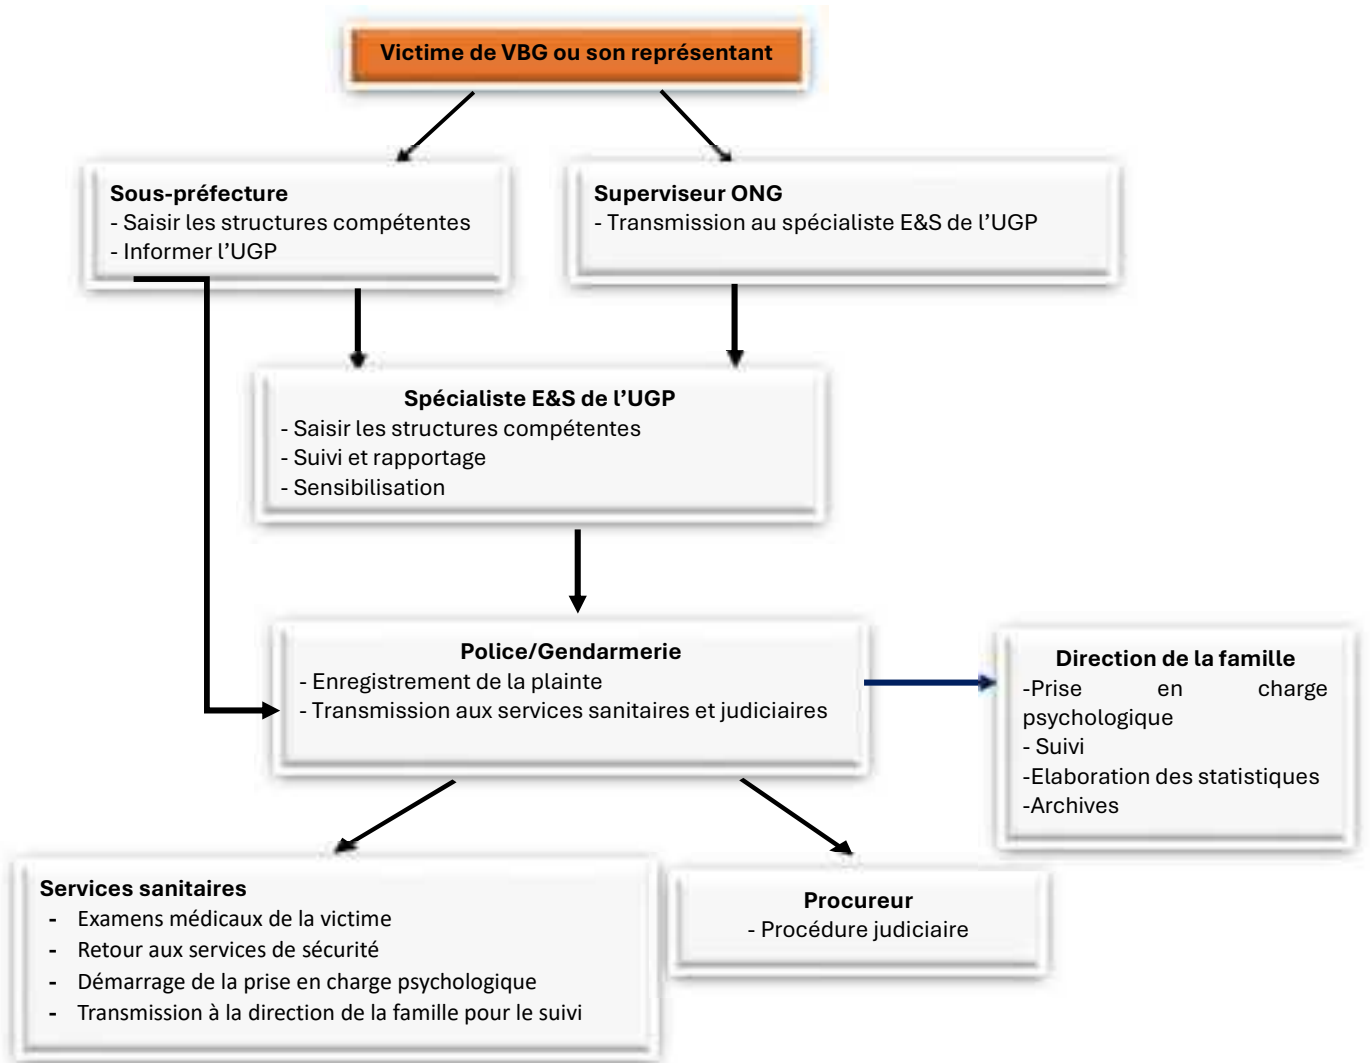 Victime de VBG ou son représentant
Sous-préfecture
- Saisir les structures compétentes
- Informer l’UGP
Superviseur ONG
- Transmission au spécialiste E&S de l’UGP
Spécialiste E&S de l’UGP
- Saisir les structures compétentes
- Suivi et rapportage
- Sensibilisation
Police/Gendarmerie
- Enregistrement de la plainte
- Transmission aux services sanitaires et judiciaires
Direction de la famille
-Prise en charge
psychologique
- Suivi
-Elaboration des statistiques
-Archives
Services sanitaires
- Examens médicaux de la victime
- Retour aux services de sécurité
- Démarrage de la prise en charge psychologique
- Transmission à la direction de la famille pour le suivi
Procureur
- Procédure judiciaire